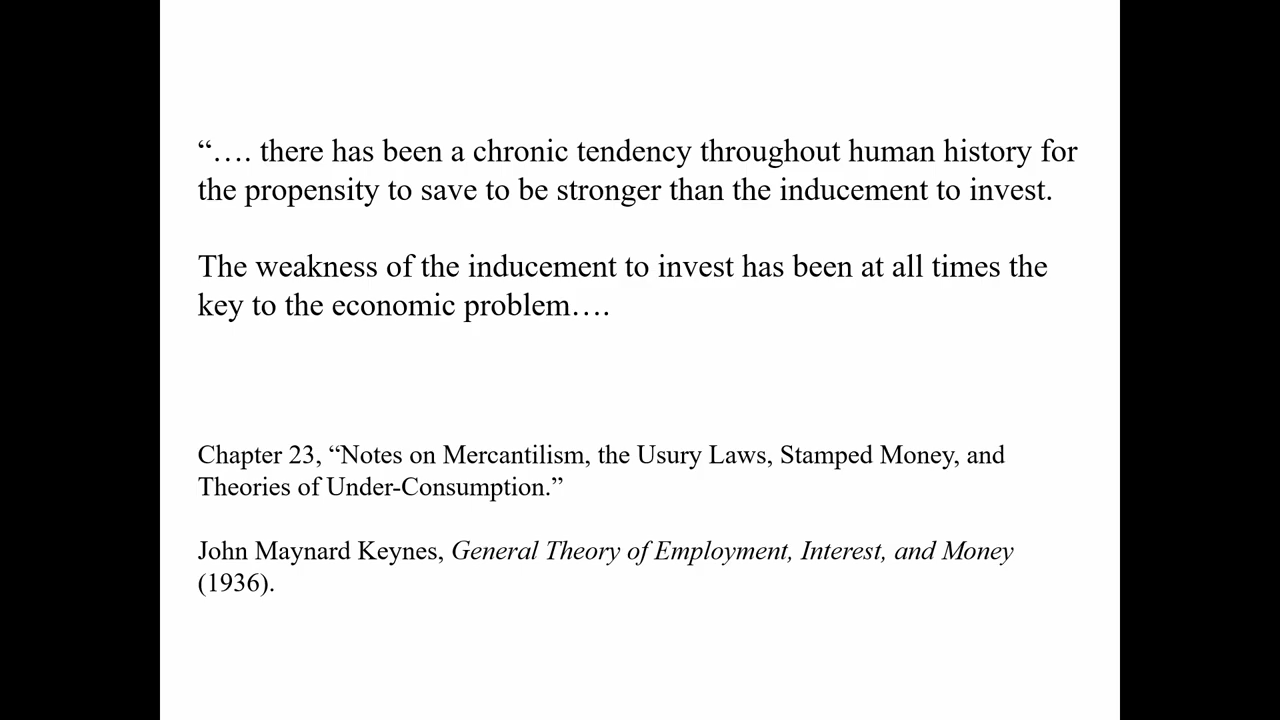 “…. there has been a chronic tendency throughout human history for
the propensity to save to be stronger than the inducement to invest.
The weakness of the inducement to invest has been at all times the
key to the economic problem….
Chapter 23, “Notes on Mercantilism, the Usury Laws, Stamped Money, and
Theories of Under-Consumption.”
John Maynard Keynes, General Theory of Employment, Interest, and Money
(1936).